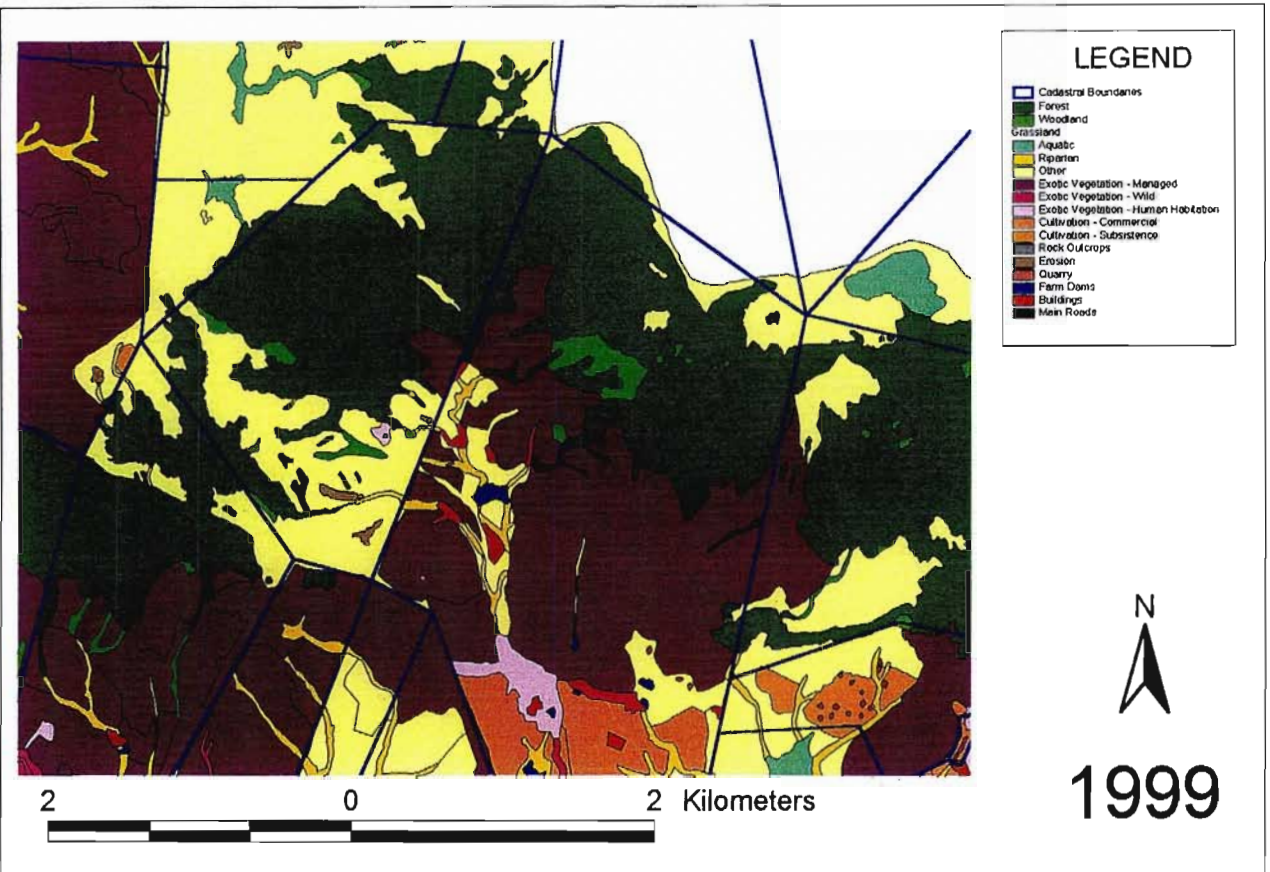 LEGEND
Cadastral Boundaries
Forest
Woodland
Grassland
Aquatic
Riparian
Other
Exotic Vegetation - Managed
Exotic Vegetation - Wild
Exotic Vegetation - Human Habitation
Cultivation - Commercial
Cultivation - Subsistence
Rock Outcrops
Erosion
Quarry
Farm Dams
Buildings
Main Roads
N
1999
2 0 2 Kilometers